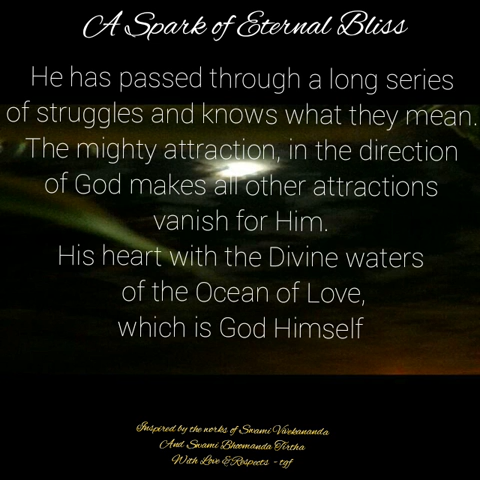 A Spark of Eternal Bliss
He has passed through a long series
of struggles and knows what they mean.
The mighty attraction, in the direction
of God makes all other attractions
vanish for Him.
His heart with the Divine waters
of the Ocean of Love,
which is God Himself
Inspired by the works of Swami Vivekananda
And Swami Bhoomanda Tirtha
With Love & Respects - tgf